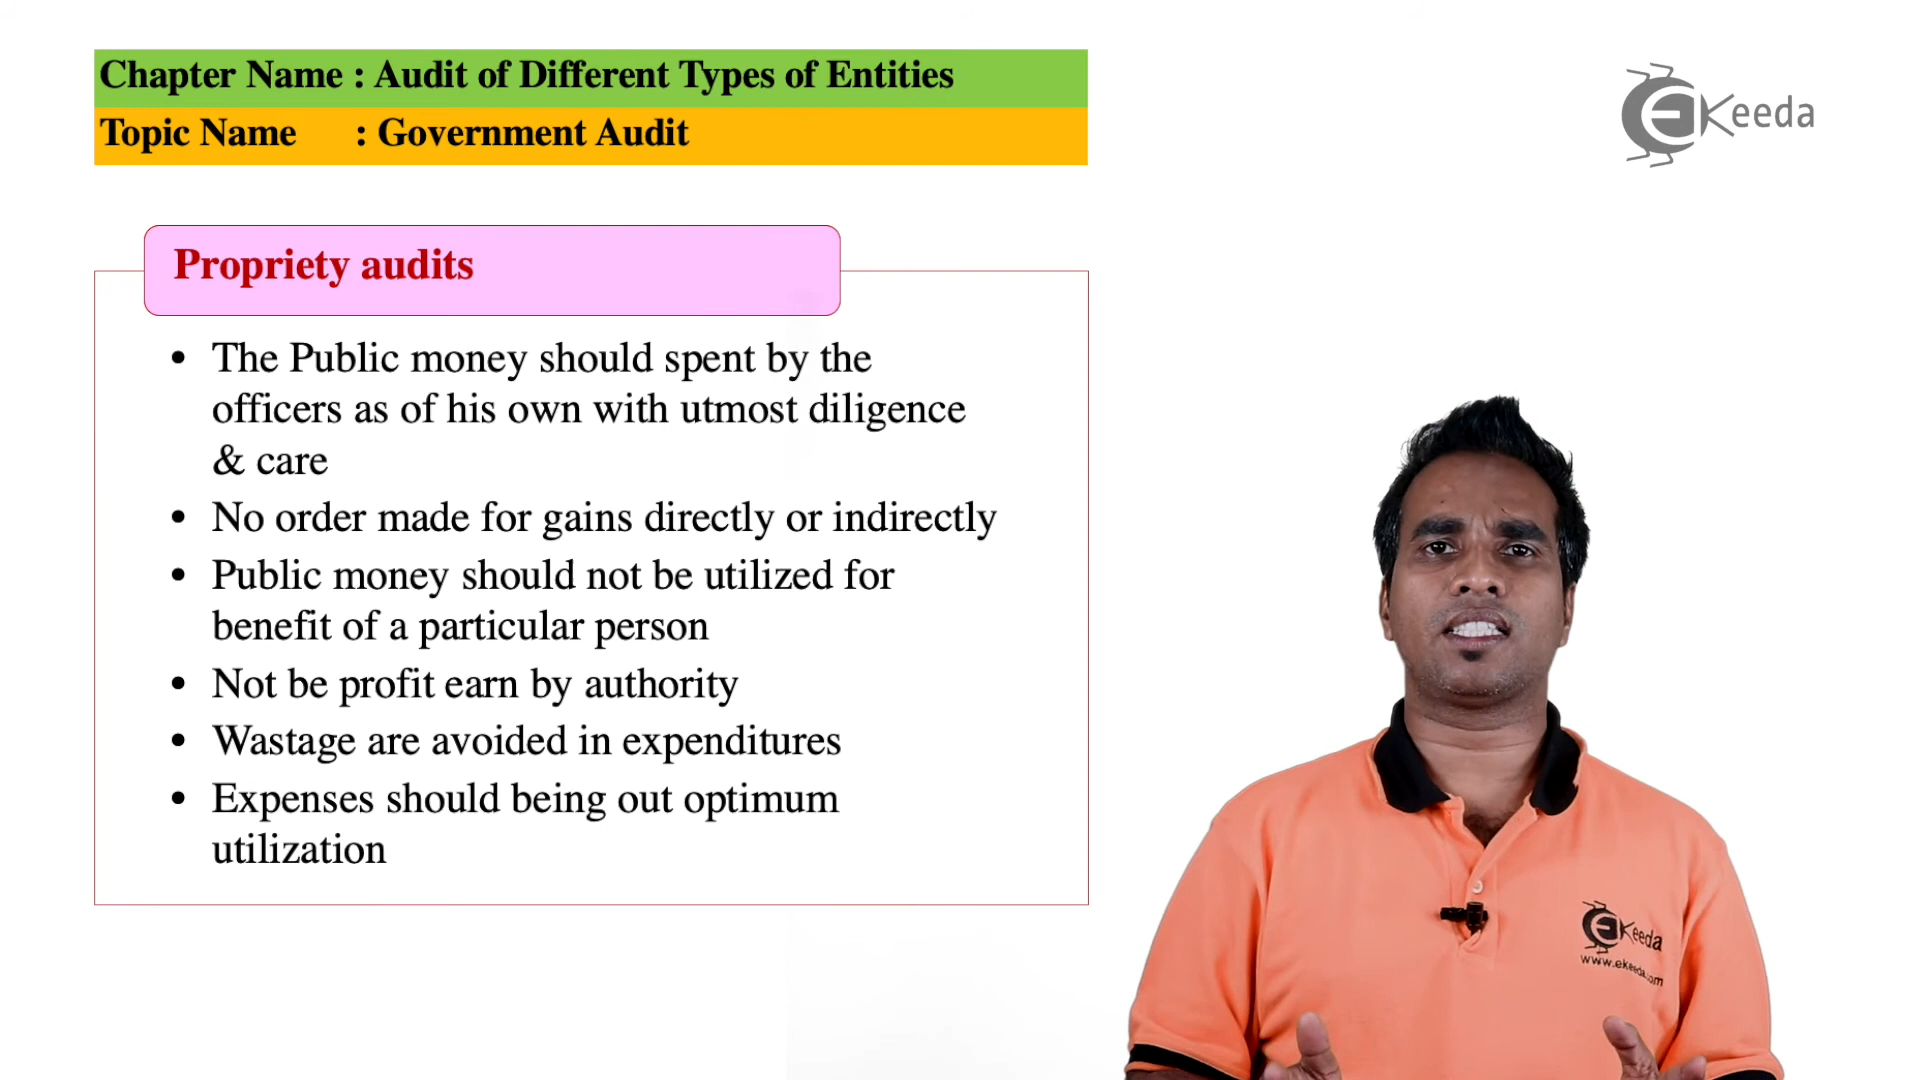 Chapter Name : Audit of Different Types of Entities
Topic Name : Government Audit
Keeda
Propriety audits
• The Public money should spent by the
officers as of his own with utmost diligence
& care
• No order made for gains directly or indirectly
• Public money should not be utilized for
benefit of a particular person
• Not be profit earn by authority
• Wastage are avoided in expenditures
• Expenses should being out optimum
utilization
Keeda
www.ekeeda.com